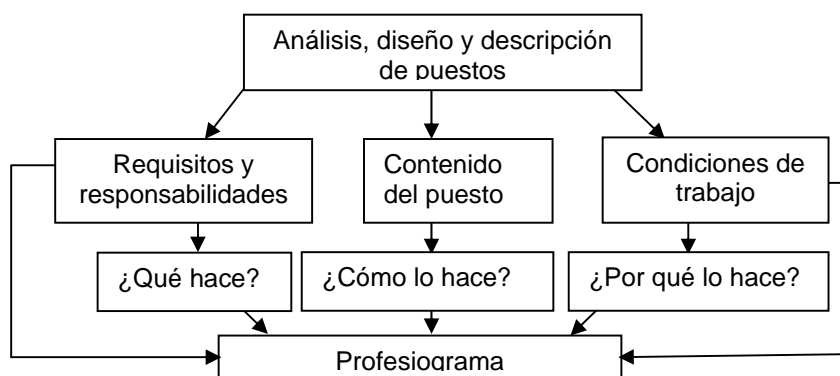 Análisis, diseño y descripción
de puestos
Requisitos y
responsabilidades
Contenido
del puesto
Condiciones de
trabajo
¿Qué hace?
¿Cómo lo hace?
¿Por qué lo hace?
Profesiograma